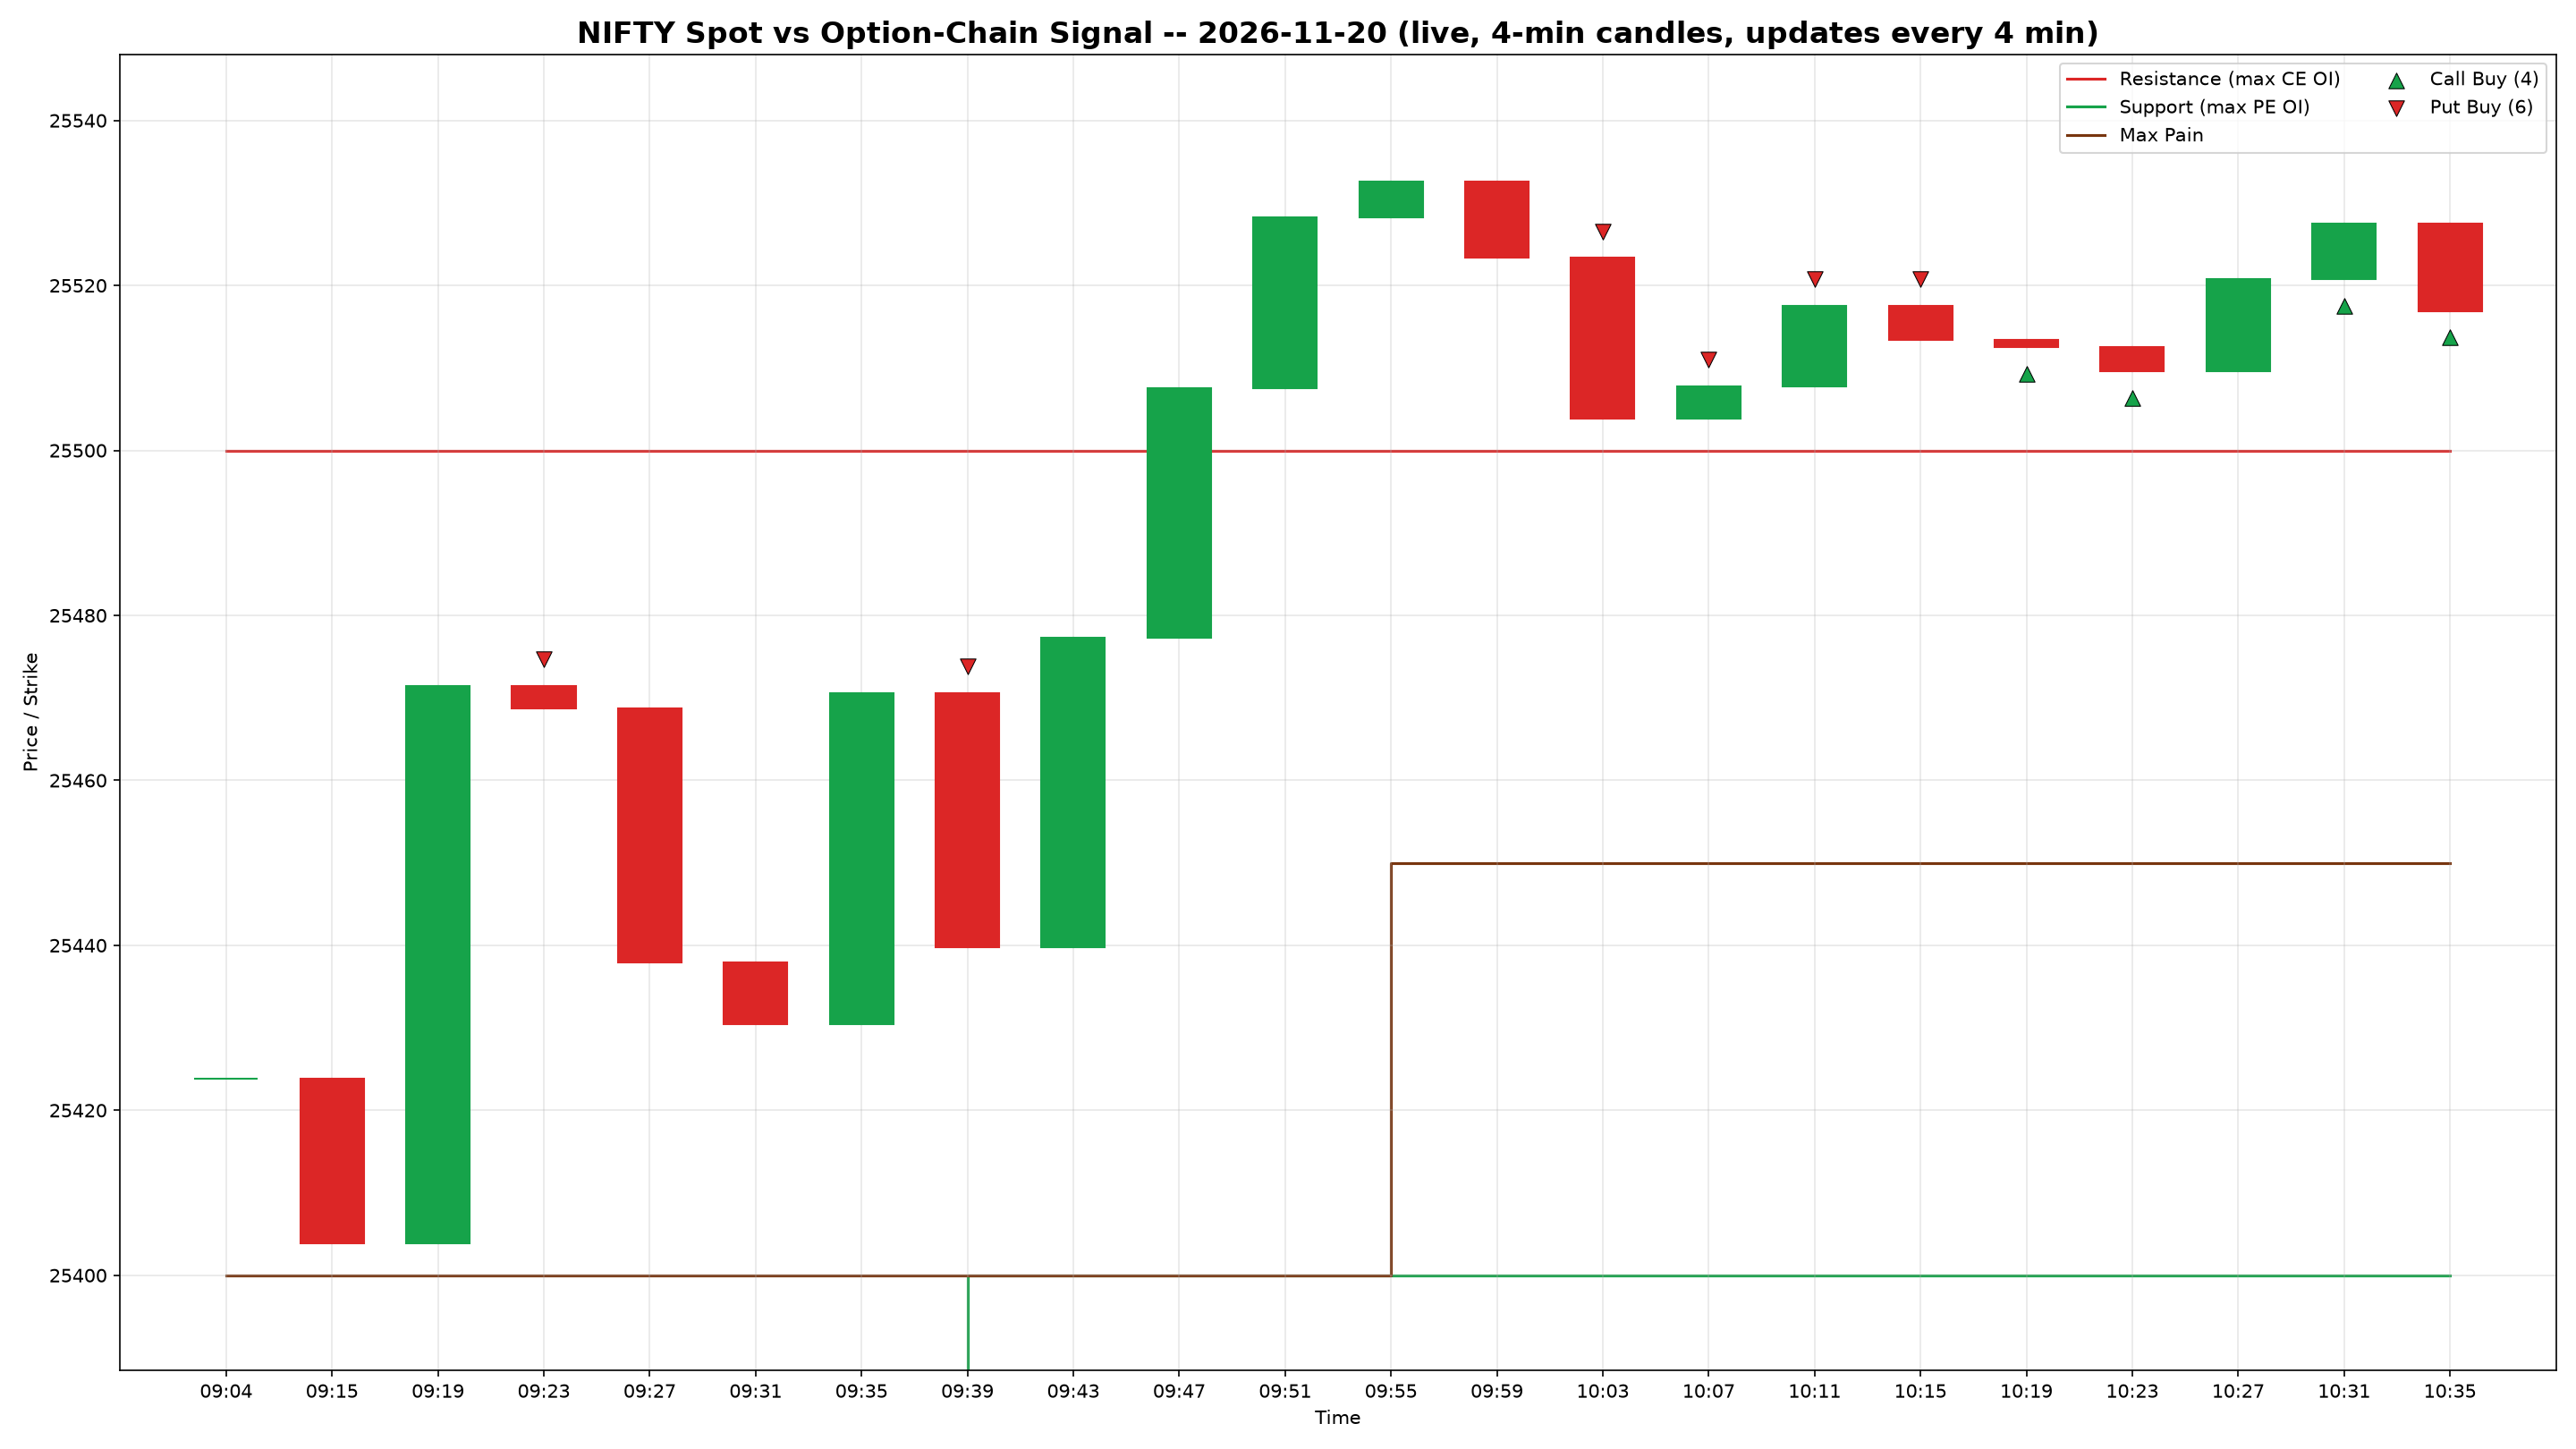 NIFTY Spot vs Option-Chain Signal -- 2026-11-20 (live, 4-min candles, updates every 4 min)
Resistance (max CE OI)
Support (max PE OI)
Max Pain
Call Buy (4)
Put Buy (6)
Price / Strike
25540
25520
25500
25480
25460
25440
25420
25400
09:04 09:15 09:19 09:23 09:27 09:31 09:35 09:39 09:43 09:47 09:51 09:55 09:59 10:03 10:07 10:11 10:15 10:19 10:23 10:27 10:31 10:35
Time